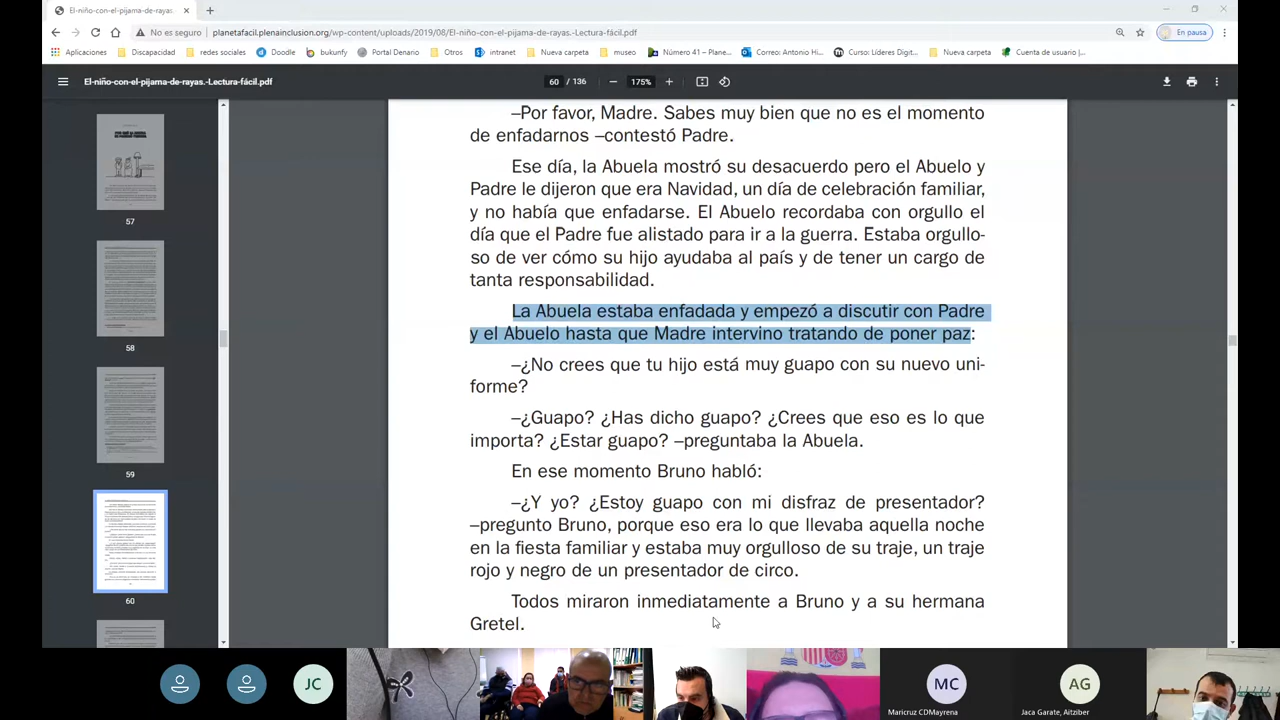 El-niño-con-el-pijama-de-rayas.-
No es seguro
planetafacil.plenainclusion.org/wp-content/uploads/2019/08/El-niño-con-el-pijama-de-rayas.-Lectura-fácil.pdf
En pausa
Aplicaciones
Discapacidad
redes sociales
Doodle
bukunfy
Portal Denario
Otros
intranet
Nueva carpeta
museo
Número 41 – Plane...
Correo: Antonio Hi...
Curso: Líderes Digit...
Nueva carpeta
Cuenta de usuario|...
El-niño-con-el-pijama-de-rayas.-Lectura-fácil.pdf
60 / 136
175%
57
58
59
60
–Por favor, Madre. Sabes muy bien que no es el momento
de enfadarnos –contestó Padre.
Ese día, la Abuela mostró su desacuerdo pero el Abuelo y
Padre le dijeron que era Navidad, un día de celebración familiar,
y no había que enfadarse. El Abuelo recordaba con orgullo el
día que el Padre fue alistado para ir a la guerra. Estaba orgullo-
so de ver cómo su hijo ayudaba al país y de tener un cargo de
tanta responsabilidad.
La Abuela estaba enfadada y empezó a discutir con Padre
y el Abuelo hasta que Madre intervino tratando de poner paz:
–¿No crees que tu hijo está muy guapo con su nuevo uni-
forme?
–¿Guapo? ¿Has dicho guapo? ¿Crees que eso es lo que
importa? ¿Estar guapo? –preguntaba la Abuela.
En ese momento Bruno habló:
–¿Y yo? ¿Estoy guapo con mi disfraz de presentador?
–preguntó Bruno, porque eso era lo que llevaba aquella noche
en la fiesta familiar y estaba muy orgulloso de su traje, un traje
rojo y negro de un presentador de circo.
Todos miraron inmediatamente a Bruno y a su hermana
Gretel.
JC
MC
Maricruz CDMayrena
AG
Jaca Garate, Aitziber